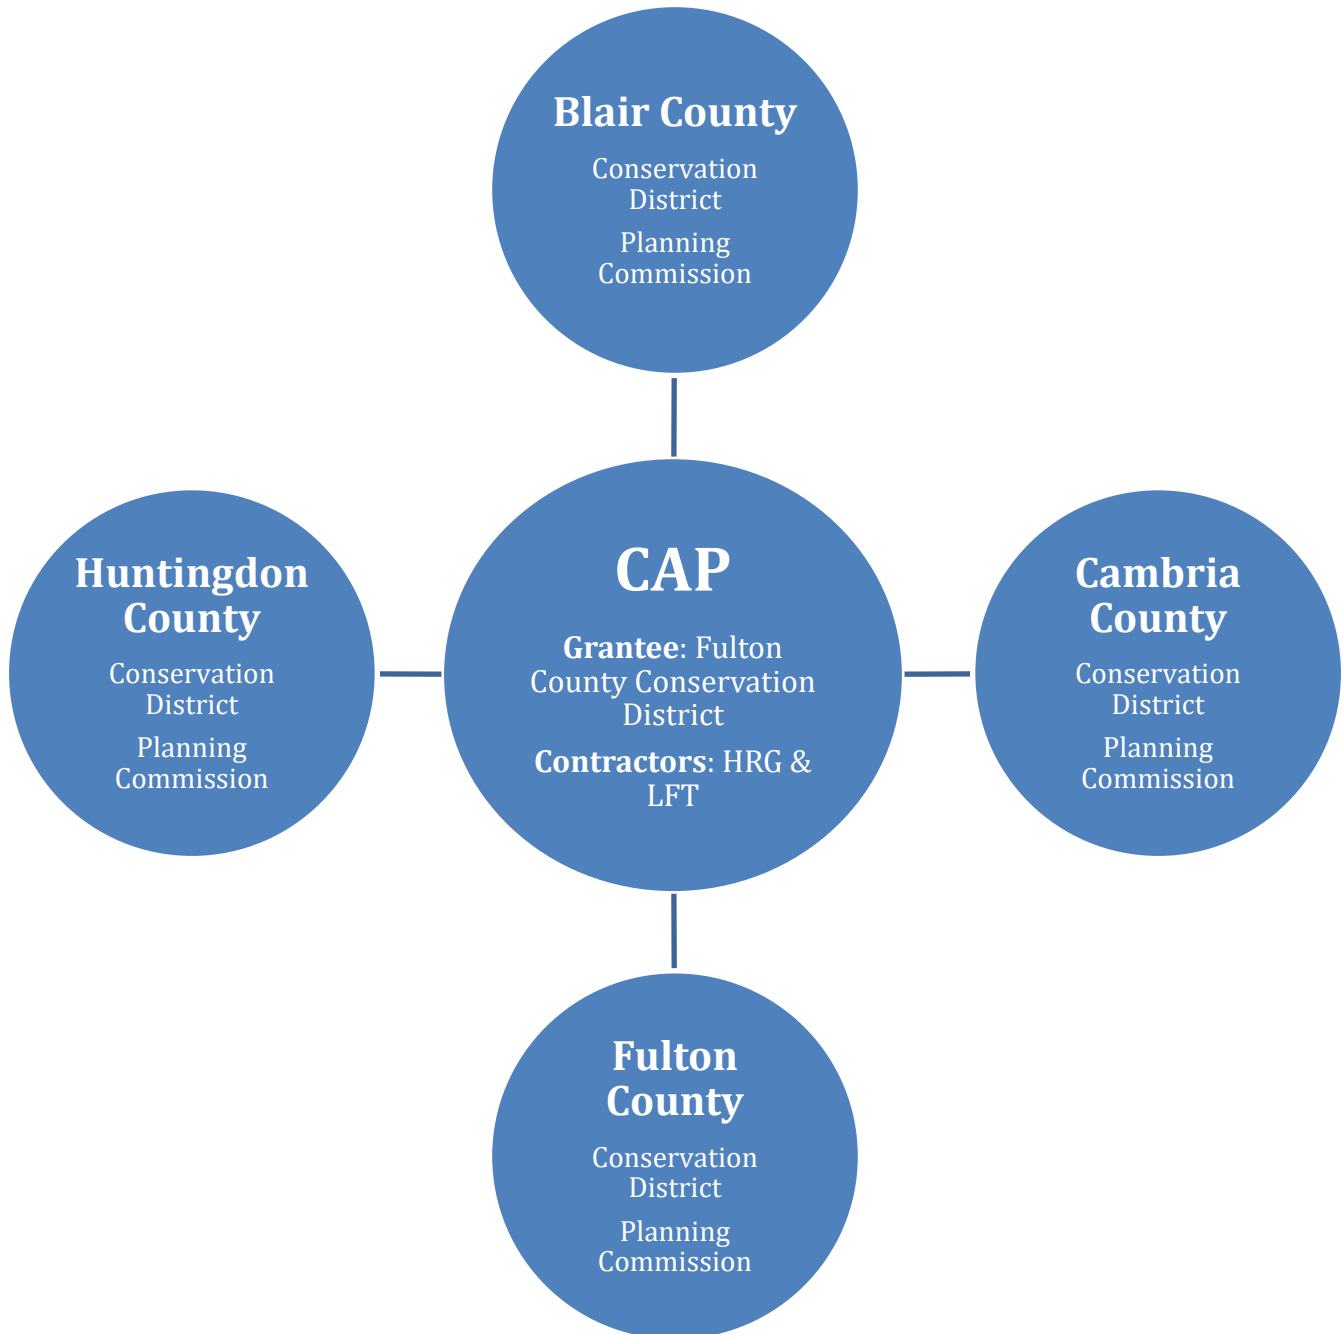 Blair County
Conservation
District
Planning
Commission
Huntingdon
County
Conservation
District
Planning
Commission
CAP
Grantee: Fulton
County Conservation
District
Contractors: HRG &
LFT
Cambria
County
Conservation
District
Planning
Commission
Fulton
County
Conservation
District
Planning
Commission